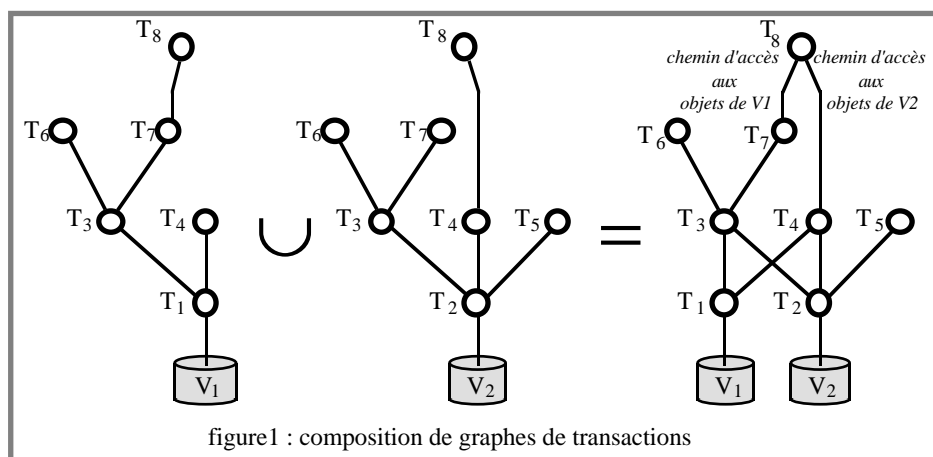 T8 T8 T8
chemin d'accès aux objets de V1
chemin d'accès aux objets de V2
T6 T7 T6 T7 T6 T7
T3 T4 ∪ T3 T4 T5 = T3 T4 T5
T1 T2 T1 T2
V1 V2 V1 V2
figure1 : composition de graphes de transactions